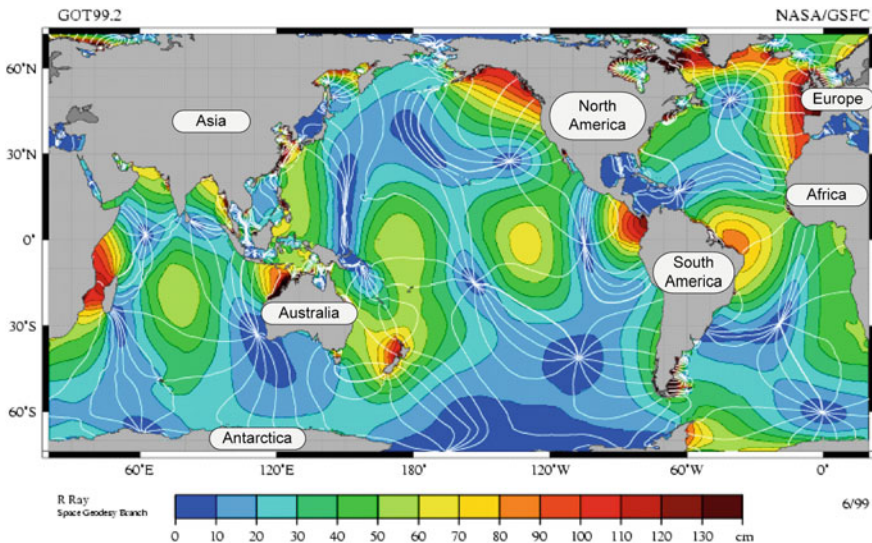 GOT99.2 NASA/GSFC
60˚N
Europe
North
America
Asia
30˚N
Africa
0˚
South
America
Australia
30˚S
60˚S
Antarctica
60˚E 120˚E 180˚ 120˚W 60˚W 0˚
R Ray
Space Geodesy Branch
6/99
0 10 20 30 40 50 60 70 80 90 100 110 120 130 cm